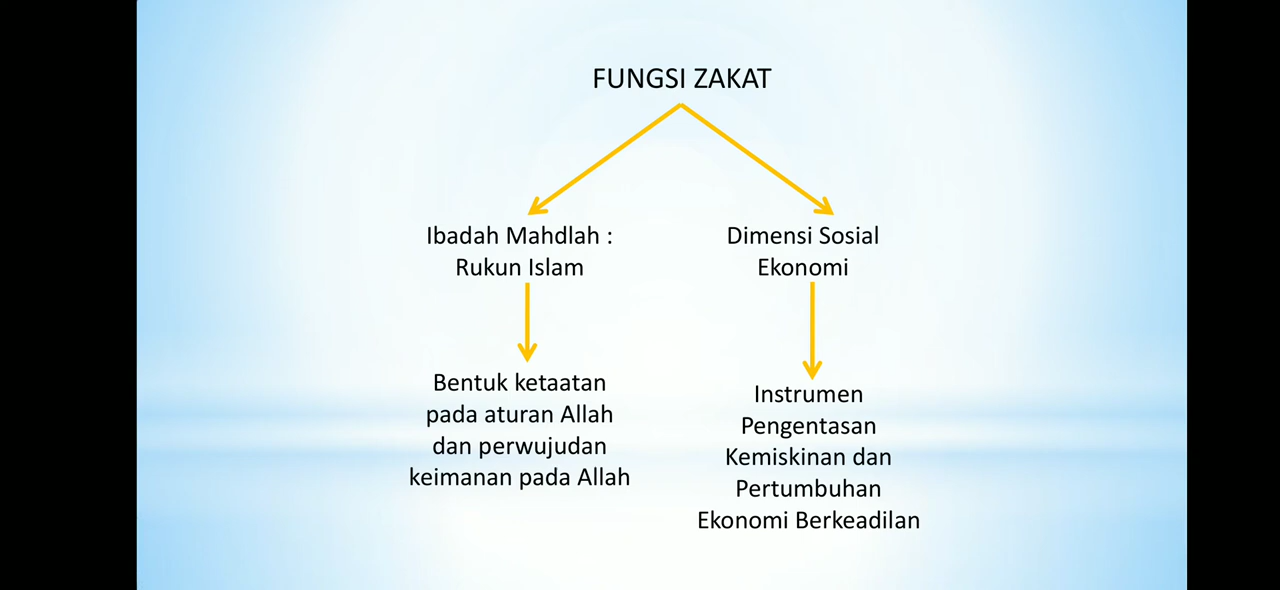 FUNGSI ZAKAT
Ibadah Mahdlah :
Rukun Islam
Bentuk ketaatan
pada aturan Allah
dan perwujudan
keimanan pada Allah
Dimensi Sosial
Ekonomi
Instrumen
Pengentasan
Kemiskinan dan
Pertumbuhan
Ekonomi Berkeadilan